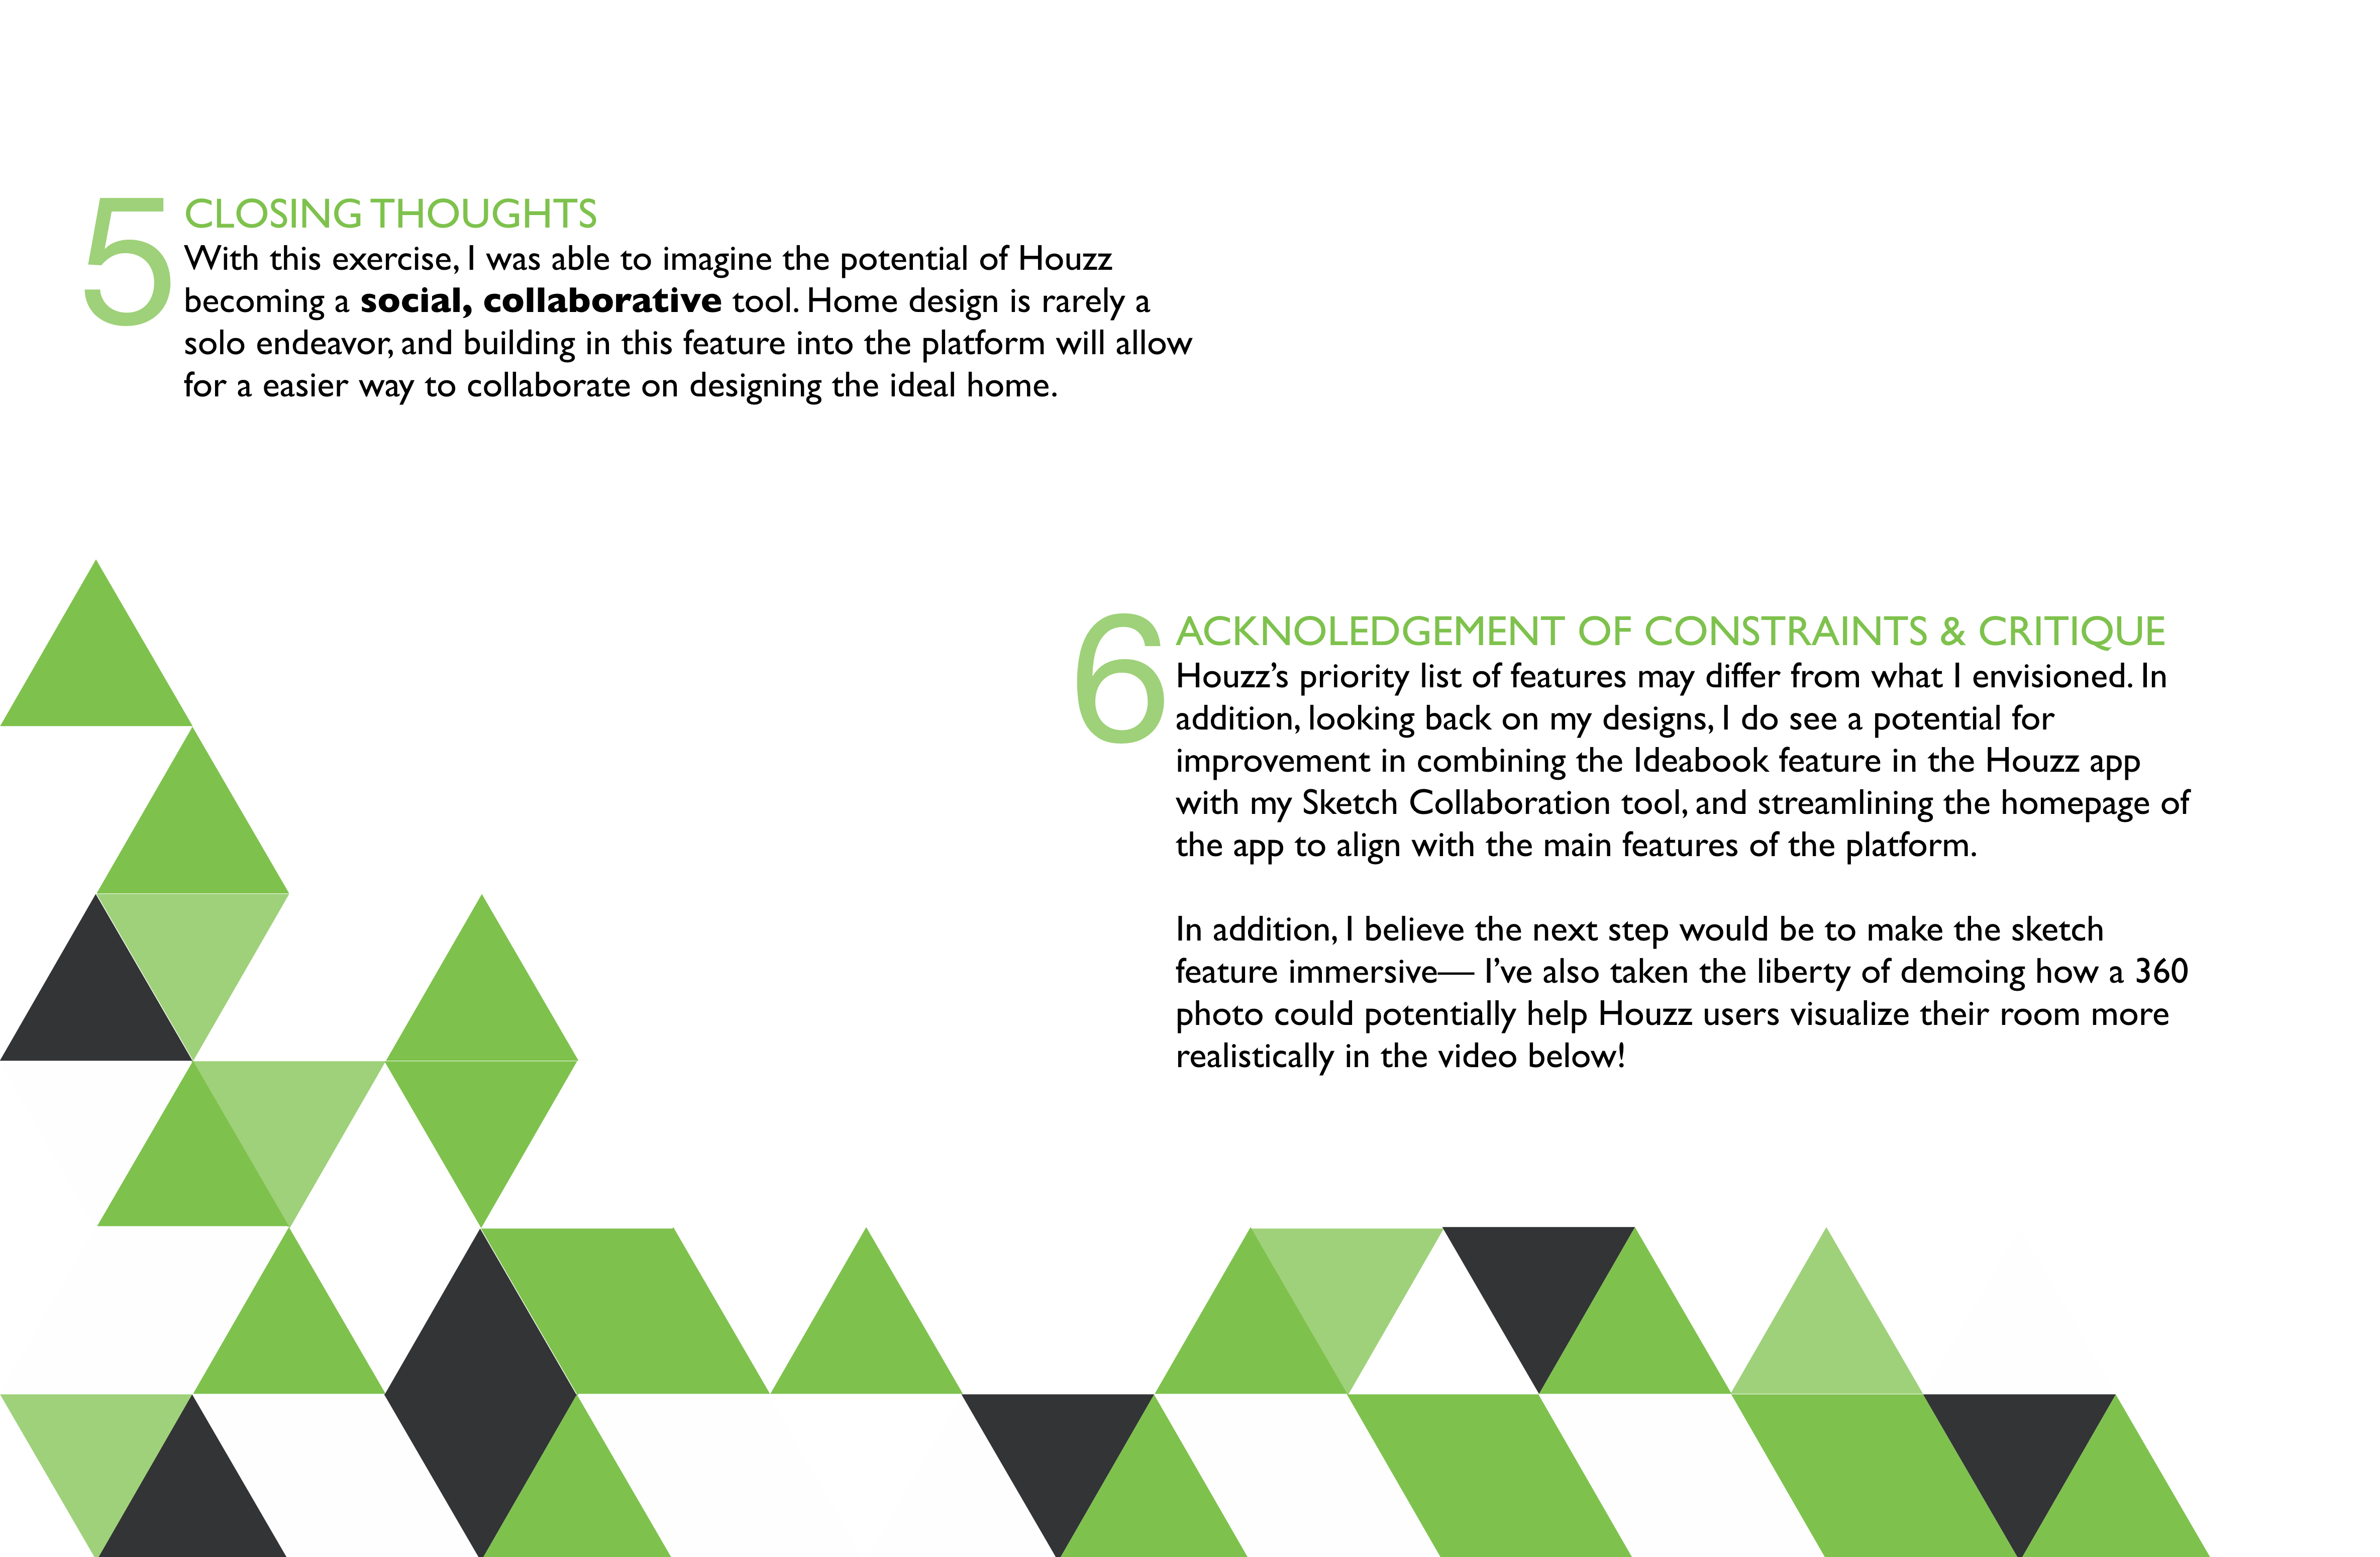 5
CLOSING THOUGHTS
With this exercise, I was able to imagine the potential of Houzz
becoming a social, collaborative tool. Home design is rarely a
solo endeavor, and building in this feature into the platform will allow
for a easier way to collaborate on designing the ideal home.
6
ACKNOLEDGEMENT OF CONSTRAINTS & CRITIQUE
Houzz’s priority list of features may differ from what I envisioned. In
addition, looking back on my designs, I do see a potential for
improvement in combining the Ideabook feature in the Houzz app
with my Sketch Collaboration tool, and streamlining the homepage of
the app to align with the main features of the platform.
In addition, I believe the next step would be to make the sketch
feature immersive— I’ve also taken the liberty of demoing how a 360
photo could potentially help Houzz users visualize their room more
realistically in the video below!